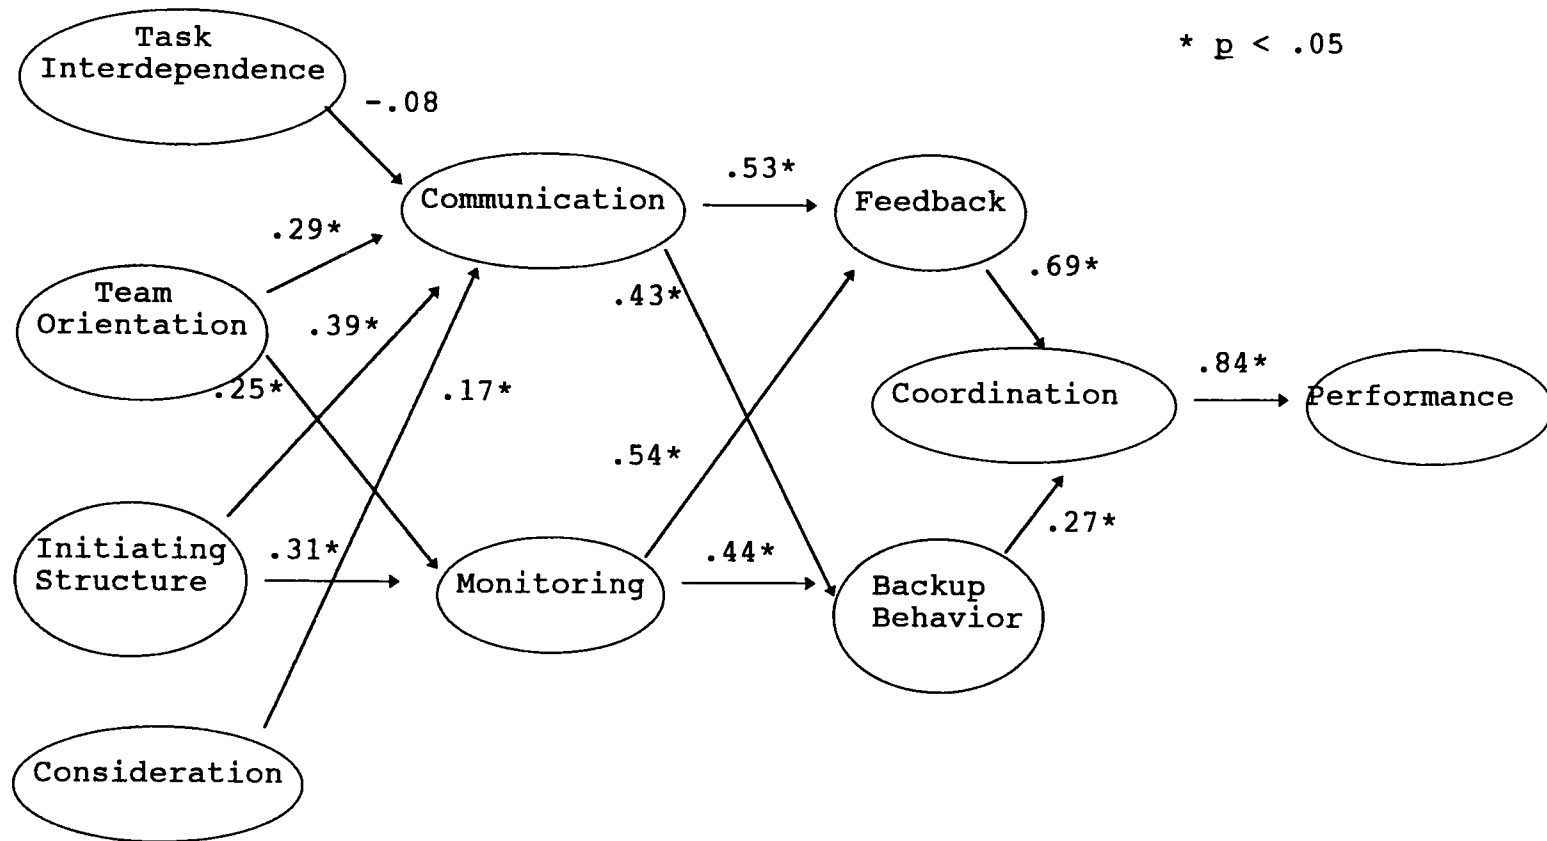 Task
Interdependence
* p < .05
-.08
Communication
.53*
Feedback
.29*
.69*
Team
Orientation
.39*
.43*
.25*
.17*
Coordination
.84*
Performance
.54*
.27*
Initiating
Structure
.31*
Monitoring
.44*
Backup
Behavior
Consideration